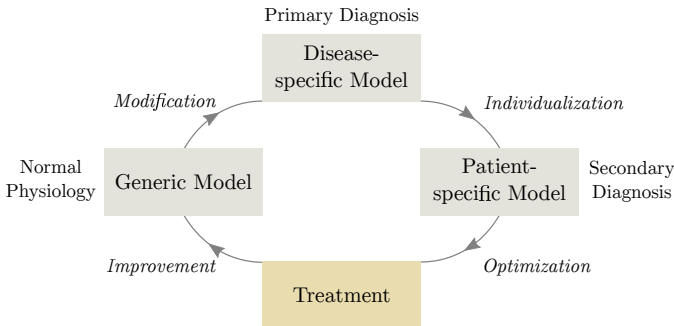 Primary Diagnosis
Disease-
specific Model
Modification
Individualization
Normal
Physiology
Generic Model
Patient-
specific Model
Secondary
Diagnosis
Improvement
Optimization
Treatment